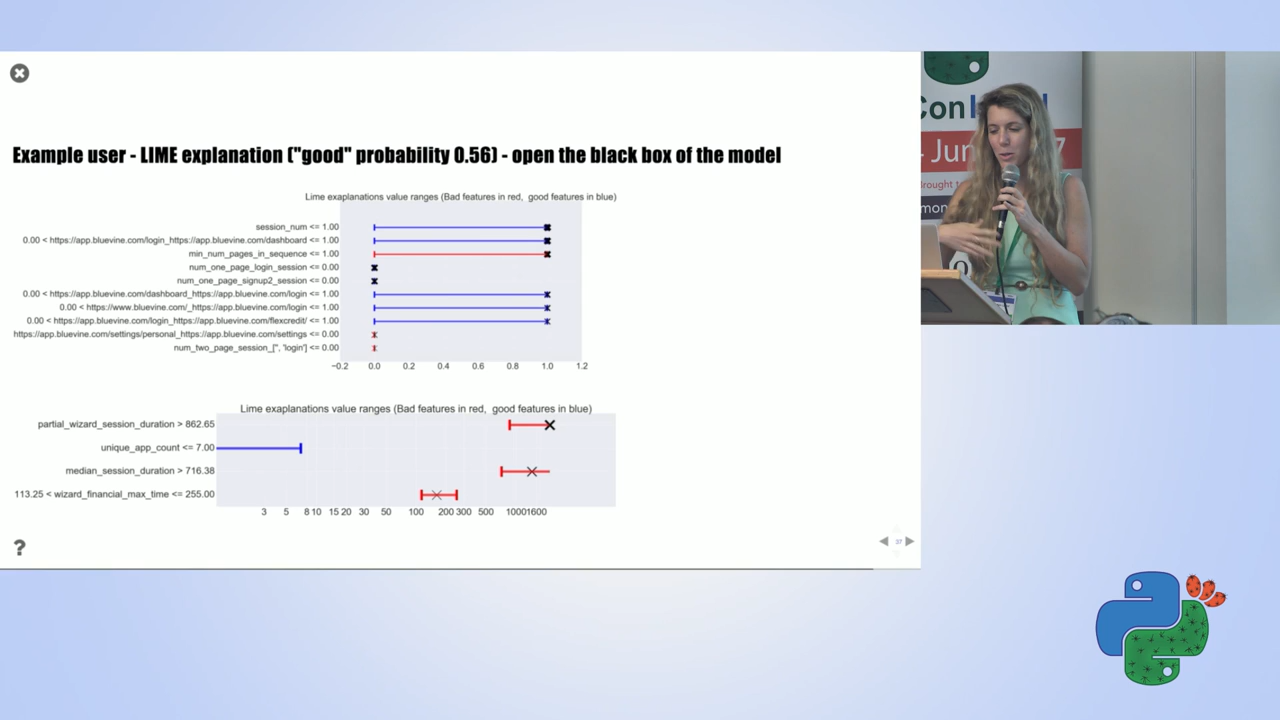 Example user - LIME explanation ("good" probability 0.56) - open the black box of the model
Lime exaplanations value ranges (Bad features in red, good features in blue)
session_num <= 1.00
0.00 < https://app.bluevine.com/login_https://app.bluevine.com/dashboard <= 1.00
min_num_pages_in_sequence <= 1.00
num_one_page_login_session <= 0.00
num_one_page_signup2_session <= 0.00
0.00 < https://app.bluevine.com/dashboard_https://app.bluevine.com/login <= 1.00
0.00 < https://www.bluevine.com/_https://app.bluevine.com/login <= 1.00
0.00 < https://app.bluevine.com/login_https://app.bluevine.com/flexcredit/ <= 1.00
https://app.bluevine.com/settings/personal_https://app.bluevine.com/settings <= 0.00
num_two_page_session_['', 'login'] <= 0.00
−0.2 0.0 0.2 0.4 0.6 0.8 1.0 1.2
Lime exaplanations value ranges (Bad features in red, good features in blue)
partial_wizard_session_duration > 862.65
unique_app_count <= 7.00
median_session_duration > 716.38
113.25 < wizard_financial_max_time <= 255.00
3 5 8 10 15 20 30 50 100 200 300 500 1000 1600
?
37
Con
Jun
7
Brought t
mon